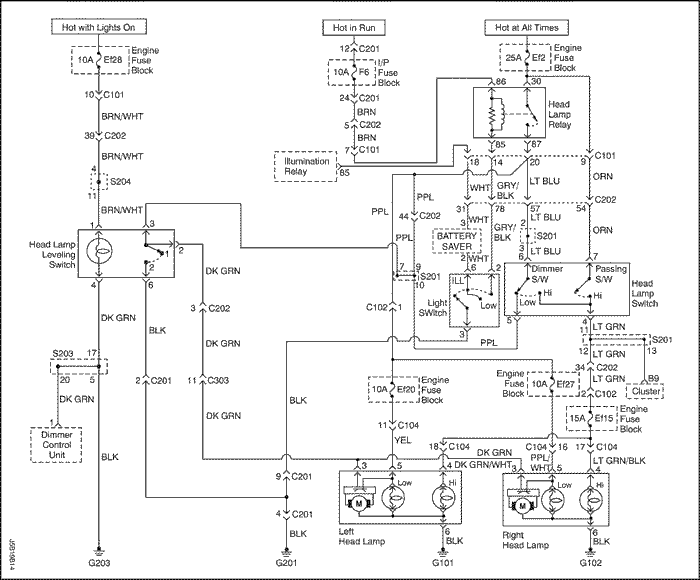 Hot with Lights On
Hot in Run
Hot at All Times
10A Ef28
Engine
Fuse
Block
12 C201
10A F6
I/P
Fuse
Block
25A Ef2
Engine
Fuse
Block
10 C101
BRN/WHT
39 C202
BRN/WHT
4
S204
11
BRN/WHT
24 C201
BRN
5 C202
BRN
7 C101
86
30
Head
Lamp
Relay
85
87
Illumination
Relay
85
18
14
20
9
C101
WHT
GRY/
BLK
LT BLU
ORN
PPL
PPL
44
C202
PPL
31
78
57
54
C202
WHT
BATTERY
SAVER
WHT
2
GRY/
BLK
LT BLU
2
S201
3
LT BLU
ORN
1
3
Head Lamp
Leveling
Switch
1
2
2
4
6
7
9
S201
10
6
2
iLL
Light
SWitch
Low
3
6
7
Dimmer
S/W
Passing
S/W
Low
Hi
Hi
Head
Lamp
Switch
5
4
DK GRN
BLK
DK GRN
3 C202
DK GRN
C102 1
PPL
11
LT GRN
S201
12
13
LT GRN
S203
17
20
5
DK GRN
2 C201
11 C303
DK GRN
BLK
34
C202
LT GRN
2
C102
B9
Cluster
10A Ef20
Engine
Fuse
Block
Engine
Fuse
Block
10A Ef27
15A Ef15
Engine
Fuse
Block
Dimmer
Control
Unit
BLK
11 C104
YEL
18 C104
DK GRN
C104 16
PPL/
WHT
17 C104
LT GRN/BLK
9 C201
4 C201
BLK
3
5
4 DK GRN/WHT
Low
Hi
M
Left
Head Lamp
6
BLK
3
5
4
Low
Hi
M
Right
Head Lamp
6
BLK
G203
G201
G101
G102